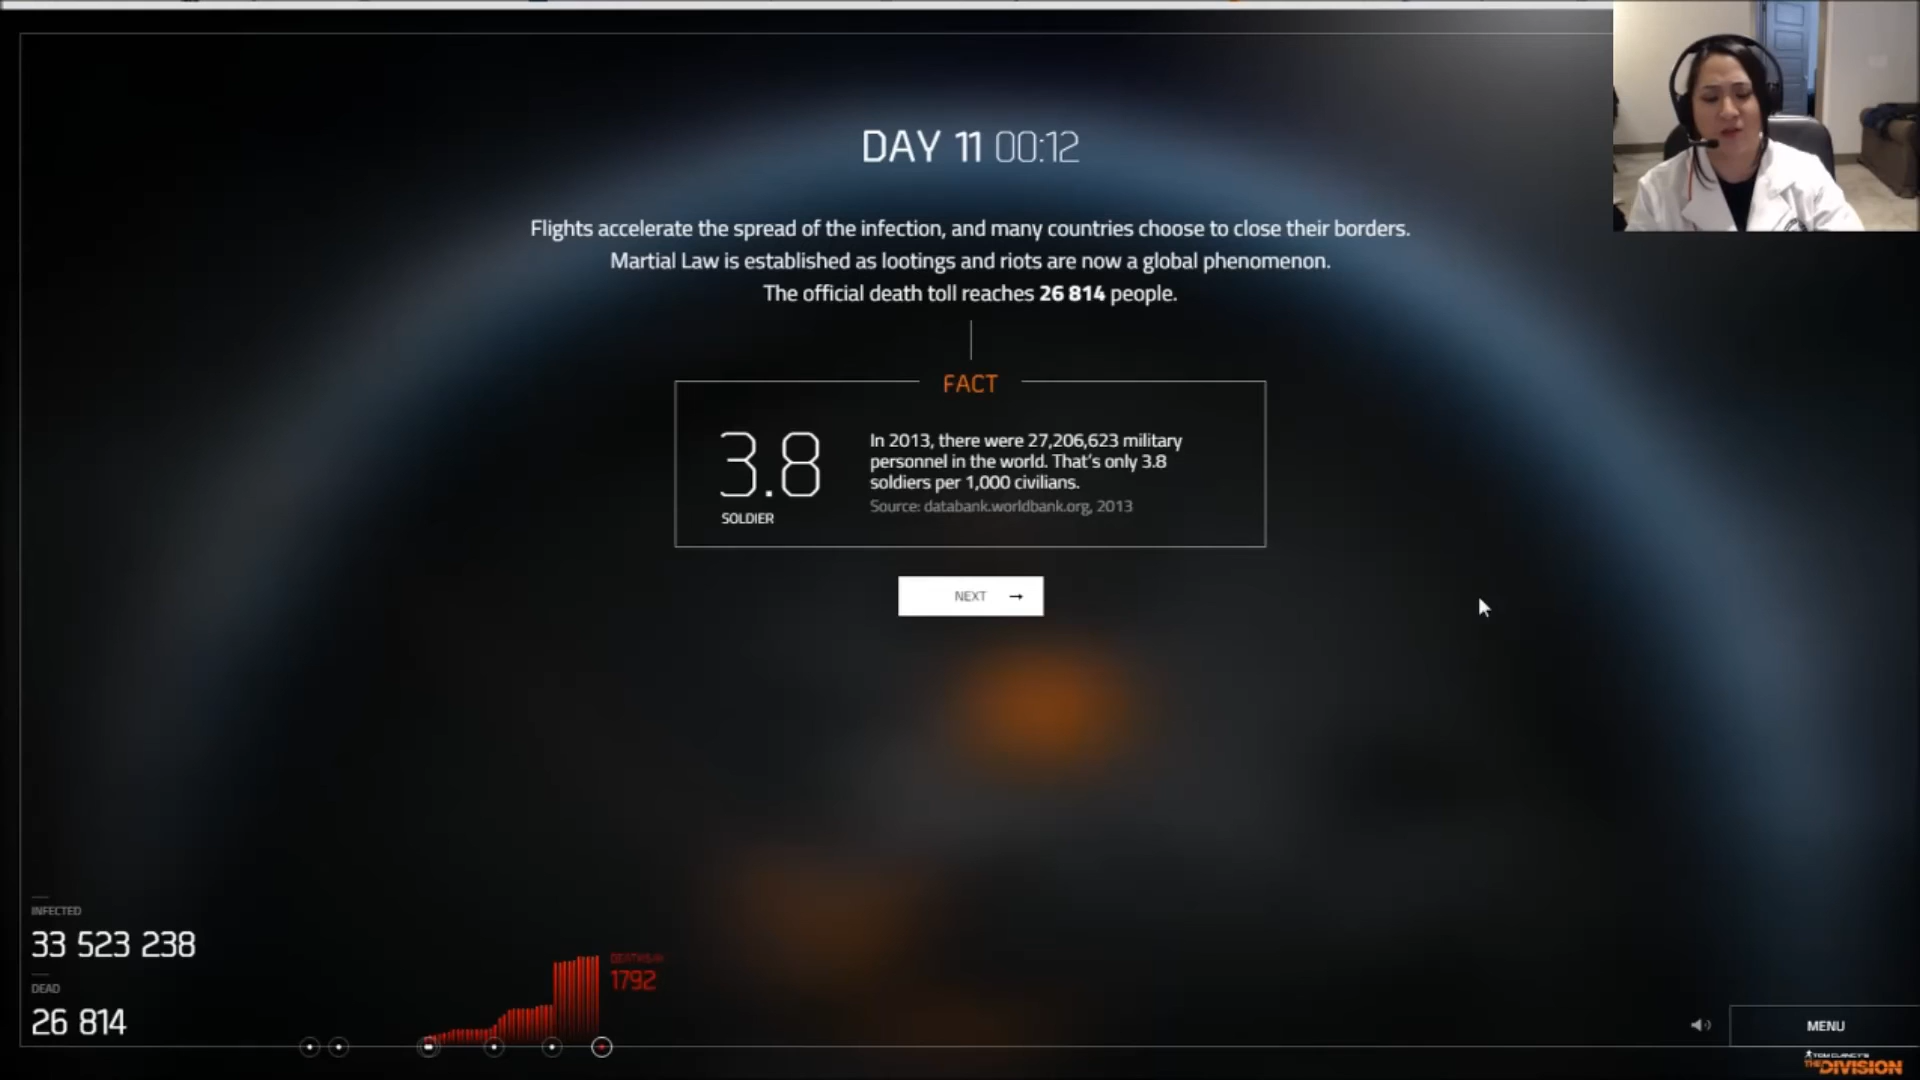 DAY 11 00:12
Flights accelerate the spread of the infection, and many countries choose to close their borders.
Martial Law is established as lootings and riots are now a global phenomenon.
The official death toll reaches 26 814 people.
FACT
3.8
SOLDIER
In 2013, there were 27,206,623 military
personnel in the world. That's only 3.8
soldiers per 1,000 civilians.
Source: databank.worldbank.org, 2013
NEXT →
INFECTED
33 523 238
DEAD
26 814
1792
MENU
TOM CLANCY'S
THE DIVISION